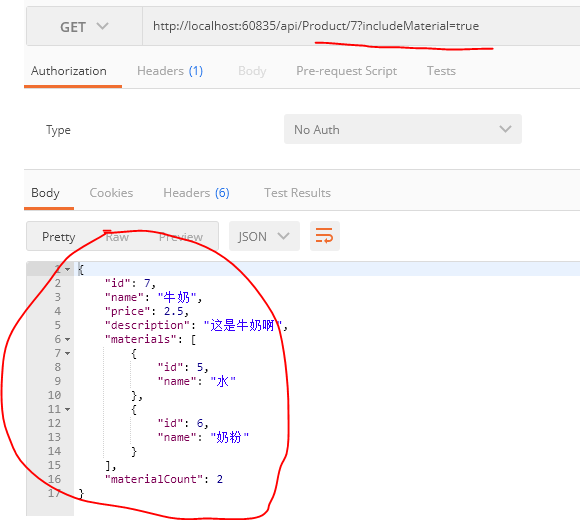 GET http://localhost:60835/api/Product/7?includeMaterial=true
Authorization Headers (1) Body Pre-request Script Tests
Type No Auth
Body Cookies Headers (6) Test Results
Pretty Raw Preview JSON
1 {
2 "id": 7,
3 "name": "牛奶",
4 "price": 2.5,
5 "description": "这是牛奶啊",
6 "materials": [
7 {
8 "id": 5,
9 "name": "水"
10 },
11 {
12 "id": 6,
13 "name": "奶粉"
14 }
15 ],
16 "materialCount": 2
17 }